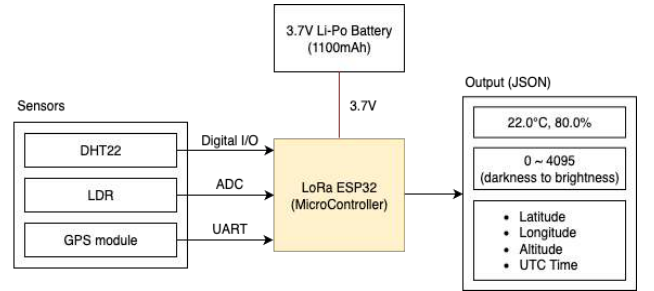 3.7V Li-Po Battery
(1100mAh)
3.7V
Sensors
DHT22
LDR
GPS module
Digital I/O
ADC
UART
LoRa ESP32
(MicroController)
Output (JSON)
22.0°C, 80.0%
0 ~ 4095
(darkness to brightness)
• Latitude
• Longitude
• Altitude
• UTC Time